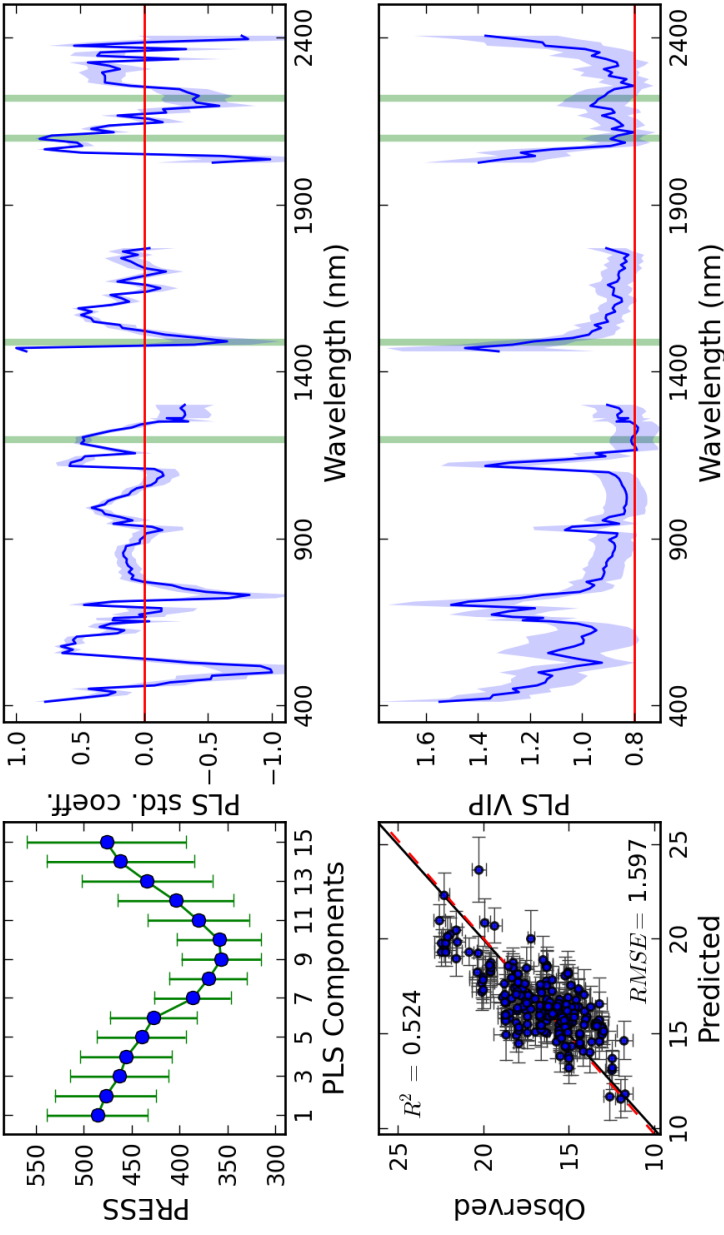 PRESS
550
500
450
400
350
300
1 3 5 7 9 11 13 15
PLS Components
PLS std. coeff.
1.0
0.5
0.0
−0.5
−1.0
400 900 1400 1900 2400
Wavelength (nm)
Observed
25
20
15
10
R² = 0.524
RMSE = 1.597
10 15 20 25
Predicted
PLS VIP
1.6
1.4
1.2
1.0
0.8
400 900 1400 1900 2400
Wavelength (nm)